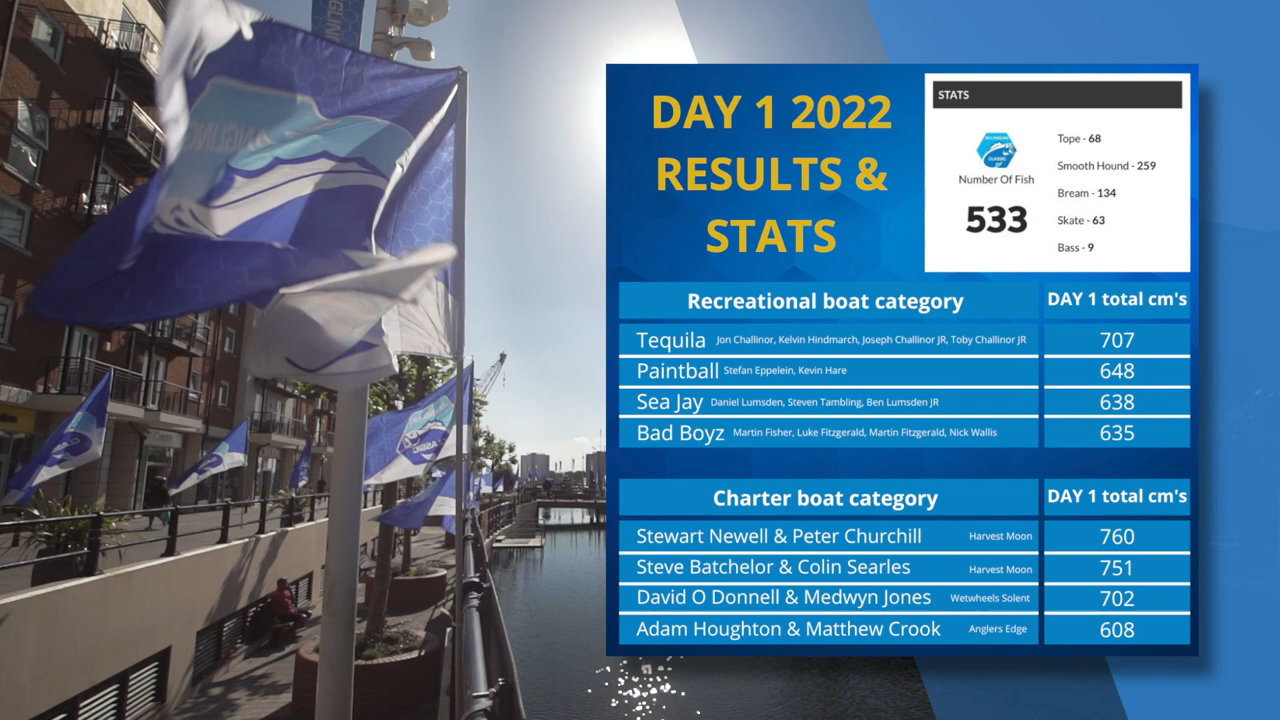 DAY 1 2022
RESULTS &
STATS
STATS
Number Of Fish
533
Tope - 68
Smooth Hound - 259
Bream - 134
Skate - 63
Bass - 9
Recreational boat category DAY 1 total cm's
Tequila Jon Challinor, Kelvin Hindmarch, Joseph Challinor JR, Toby Challinor JR 707
Paintball Stefan Eppelein, Kevin Hare 648
Sea Jay Daniel Lumsden, Steven Tambling, Ben Lumsden JR 638
Bad Boyz Martin Fisher, Luke Fitzgerald, Martin Fitzgerald, Nick Wallis 635
Charter boat category DAY 1 total cm's
Stewart Newell & Peter Churchill Harvest Moon 760
Steve Batchelor & Colin Searles Harvest Moon 751
David O Donnell & Medwyn Jones Wetwheels Solent 702
Adam Houghton & Matthew Crook Anglers Edge 608
CLASSIC